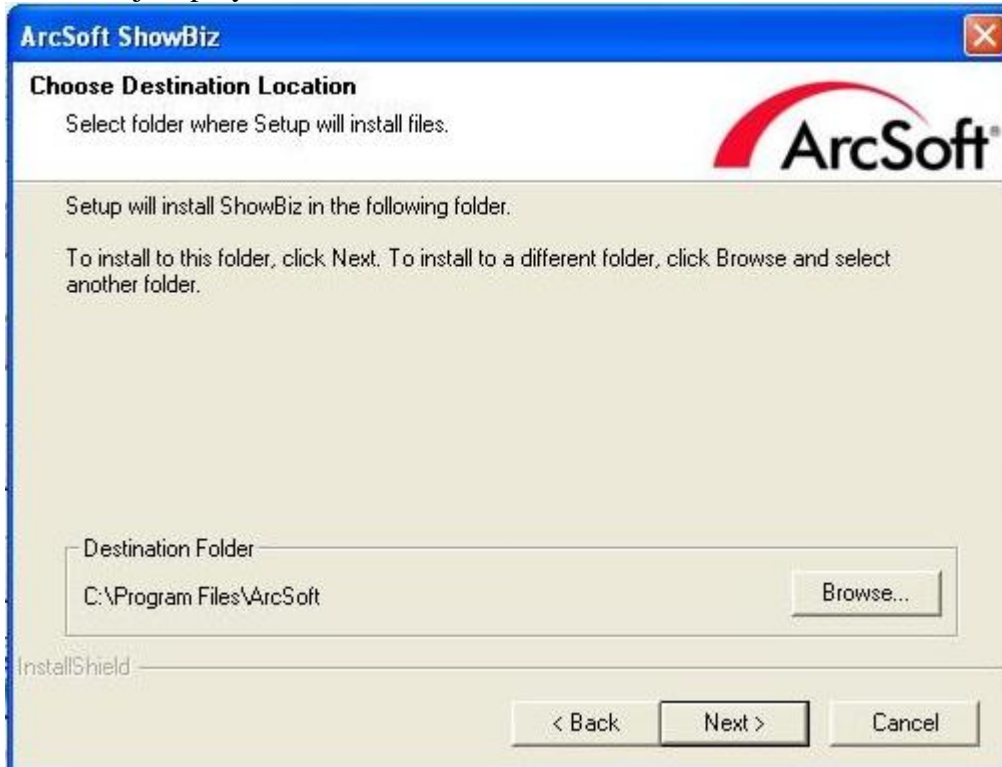 ArcSoft ShowBiz
Choose Destination Location
Select folder where Setup will install files.
ArcSoft®
Setup will install ShowBiz in the following folder.
To install to this folder, click Next. To install to a different folder, click Browse and select
another folder.
Destination Folder
C:\Program Files\ArcSoft
Browse...
InstallShield
< Back
Next >
Cancel